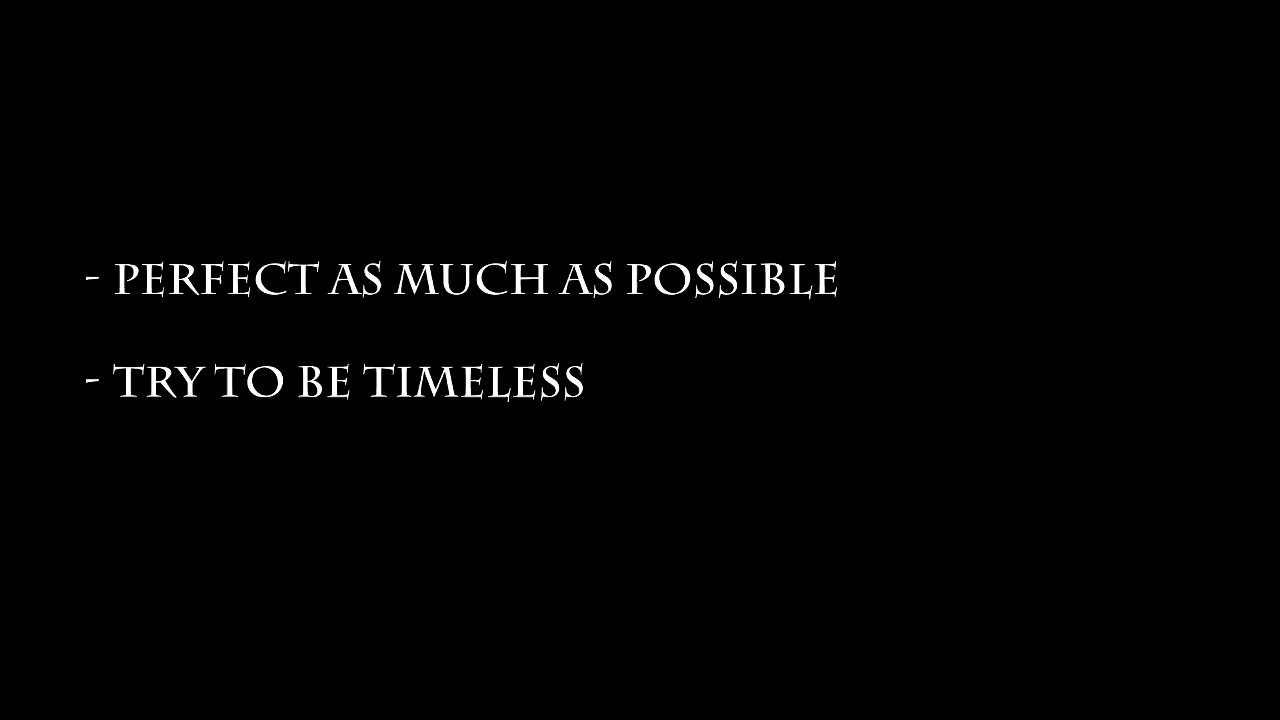 - PERFECT AS MUCH AS POSSIBLE
- TRY TO BE TIMELESS